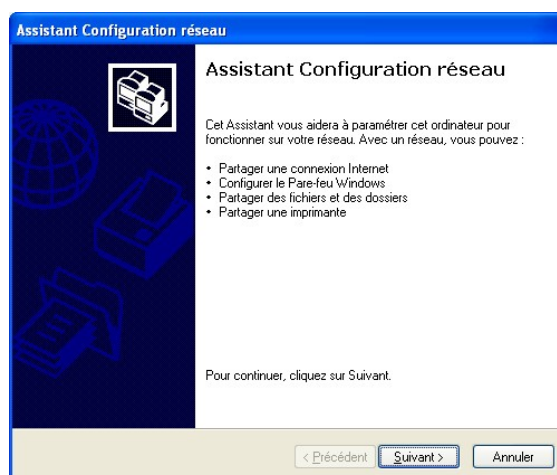 Assistant Configuration réseau
Assistant Configuration réseau
Cet Assistant vous aidera à paramétrer cet ordinateur pour
fonctionner sur votre réseau. Avec un réseau, vous pouvez :
• Partager une connexion Internet
• Configurer le Pare-feu Windows
• Partager des fichiers et des dossiers
• Partager une imprimante
Pour continuer, cliquez sur Suivant.
< Précédent Suivant > Annuler